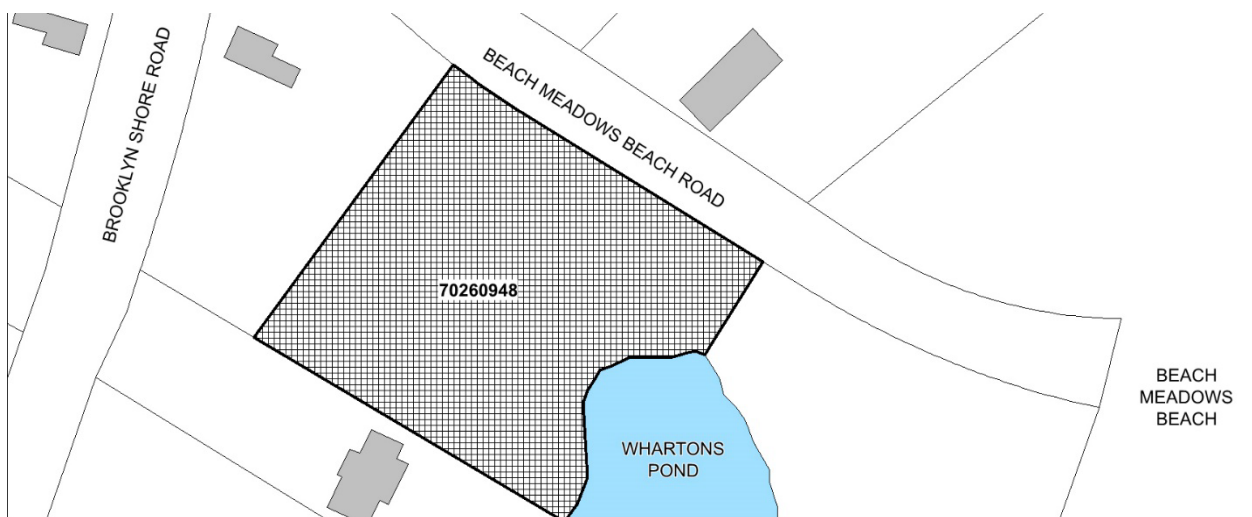 BROOKLYN SHORE ROAD
BEACH MEADOWS BEACH ROAD
70260948
WHARTONS
POND
BEACH
MEADOWS
BEACH